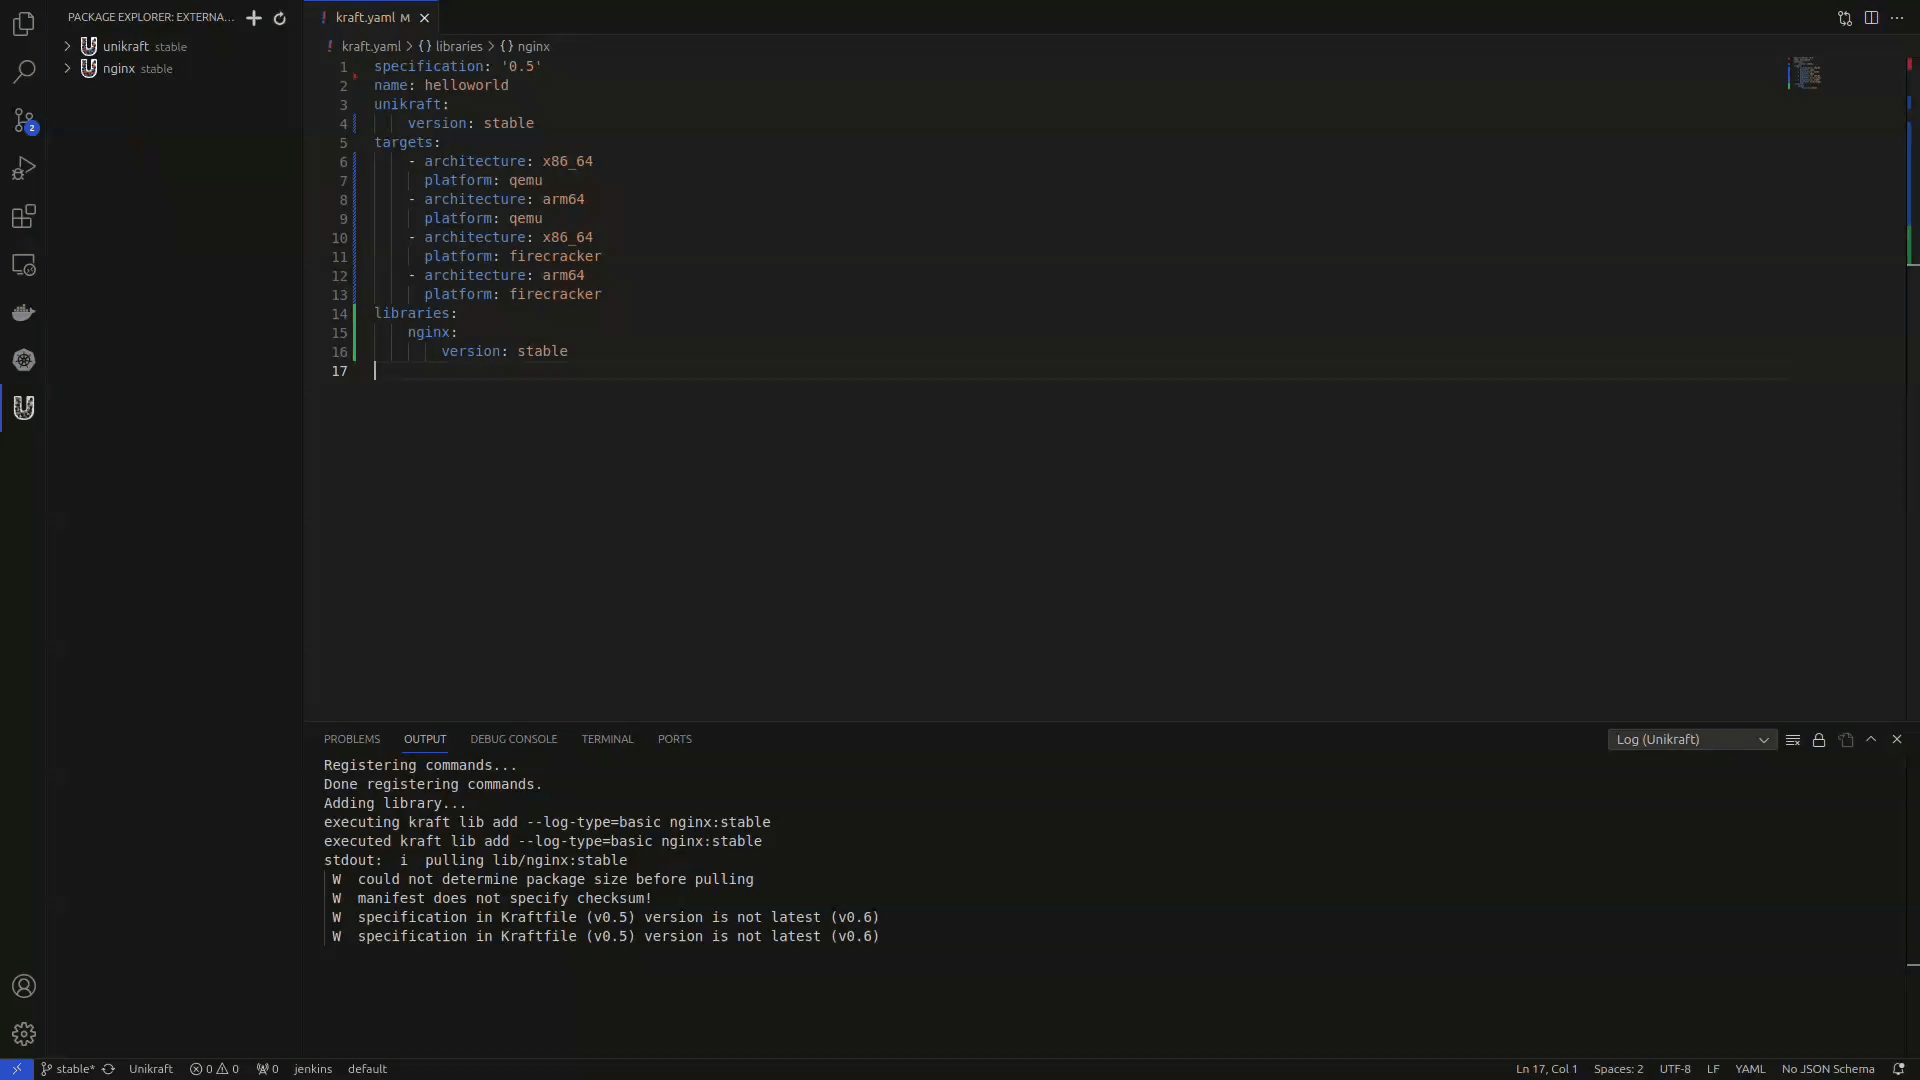 PACKAGE EXPLORER: EXTERNA...
unikraft stable
nginx stable
2
! kraft.yaml M
! kraft.yaml > {} libraries > {} nginx
1 specification: '0.5'
2 name: helloworld
3 unikraft:
4 version: stable
5 targets:
6 - architecture: x86_64
7 platform: qemu
8 - architecture: arm64
9 platform: qemu
10 - architecture: x86_64
11 platform: firecracker
12 - architecture: arm64
13 platform: firecracker
14 libraries:
15 nginx:
16 version: stable
17
PROBLEMS OUTPUT DEBUG CONSOLE TERMINAL PORTS
Log (Unikraft)
Registering commands...
Done registering commands.
Adding library...
executing kraft lib add --log-type=basic nginx:stable
executed kraft lib add --log-type=basic nginx:stable
stdout: i pulling lib/nginx:stable
W could not determine package size before pulling
W manifest does not specify checksum!
W specification in Kraftfile (v0.5) version is not latest (v0.6)
W specification in Kraftfile (v0.5) version is not latest (v0.6)
stable* Unikraft 0 0 0 jenkins default
Ln 17, Col 1 Spaces: 2 UTF-8 LF YAML No JSON Schema